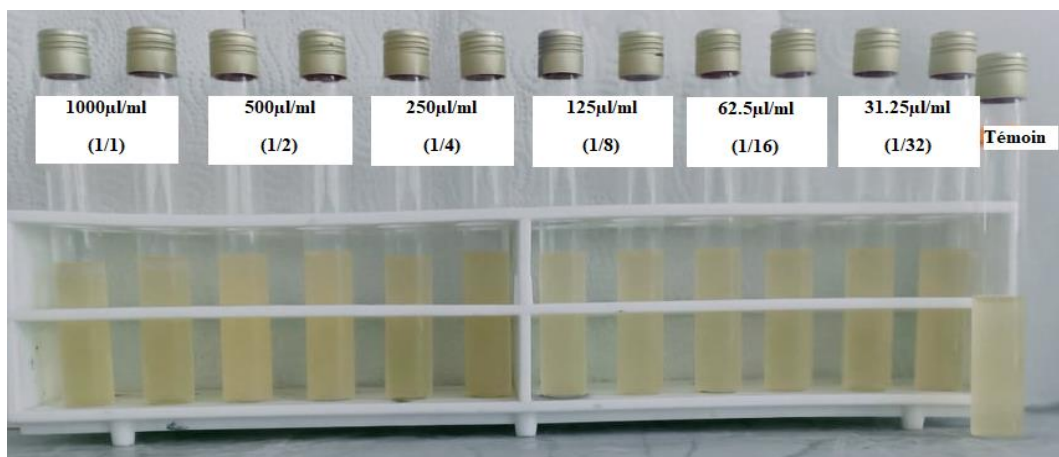 1000µl/ml
(1/1)
500µl/ml
(1/2)
250µl/ml
(1/4)
125µl/ml
(1/8)
62.5µl/ml
(1/16)
31.25µl/ml
(1/32)
Témoin